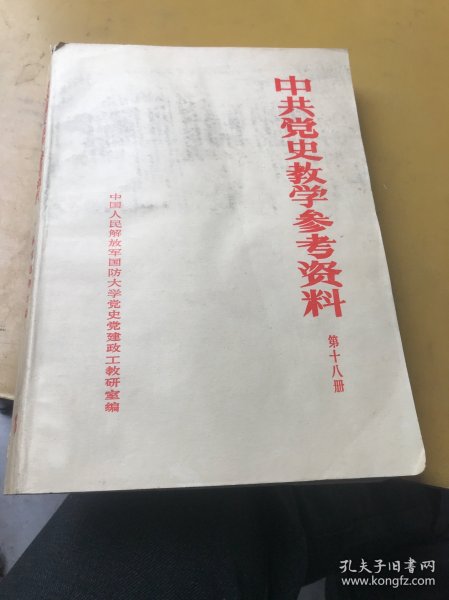 中共党史教学参考资料
第十八册
中国人民解放军国防大学党史党建政工教研室编
孔夫子旧书网
www.kongfz.com